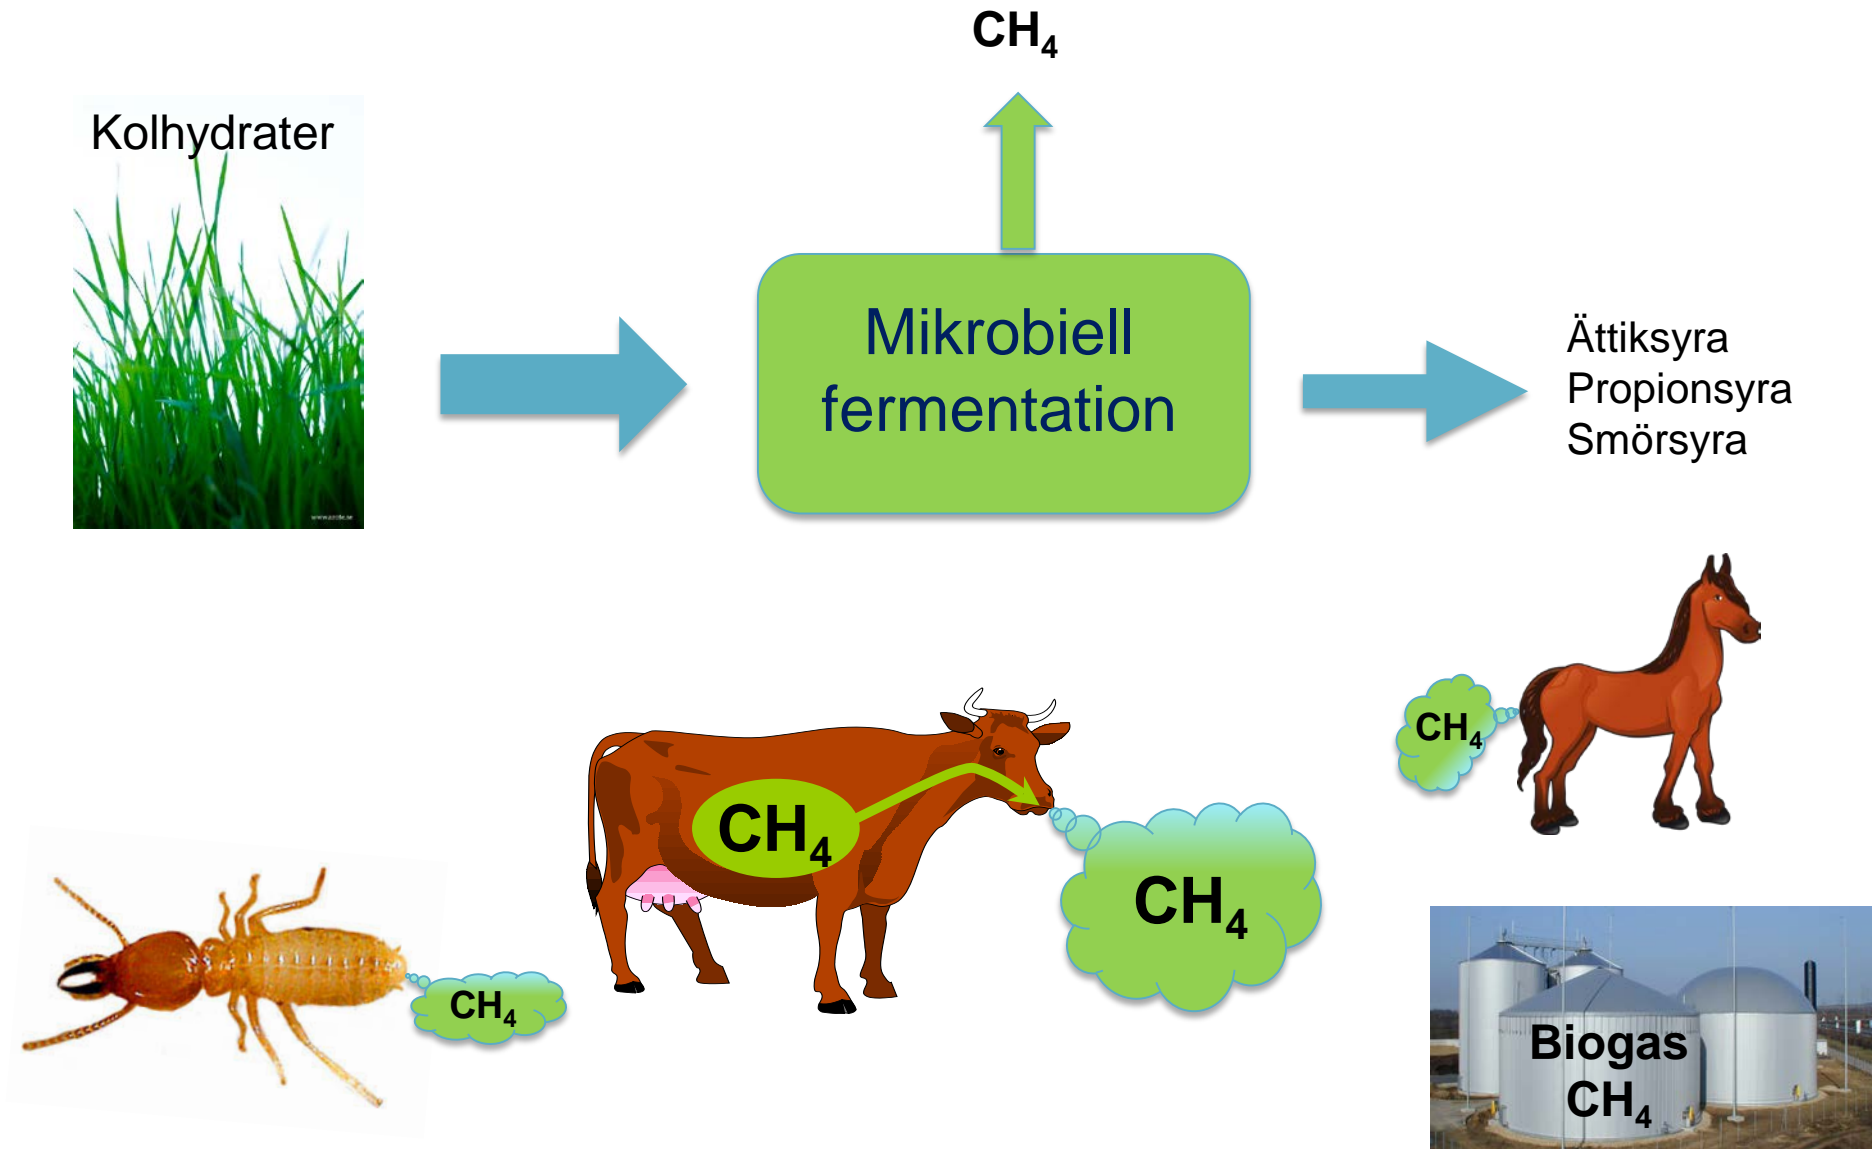 CH₄
Kolhydrater
Mikrobiell
fermentation
Ättiksyra
Propionsyra
Smörsyra
CH₄
CH₄
CH₄
CH₄
Biogas
CH₄